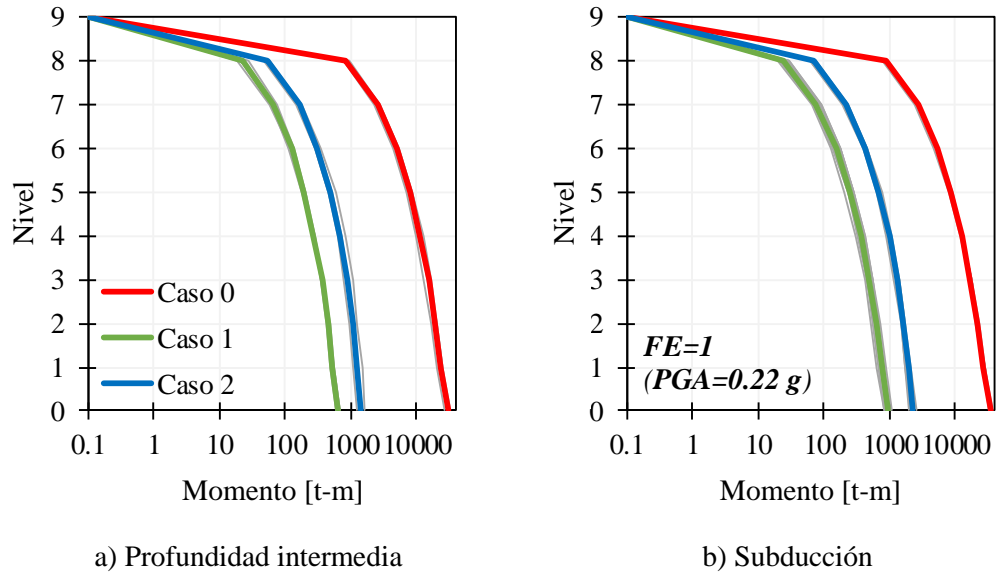 9
8
7
6
5
4
3
2
1
0
Nivel
Caso 0
Caso 1
Caso 2
0.1 1 10 100 1000 10000
Momento [t-m]
a) Profundidad intermedia
9
8
7
6
5
4
3
2
1
0
Nivel
FE=1
(PGA=0.22 g)
0.1 1 10 100 1000 10000
Momento [t-m]
b) Subducción